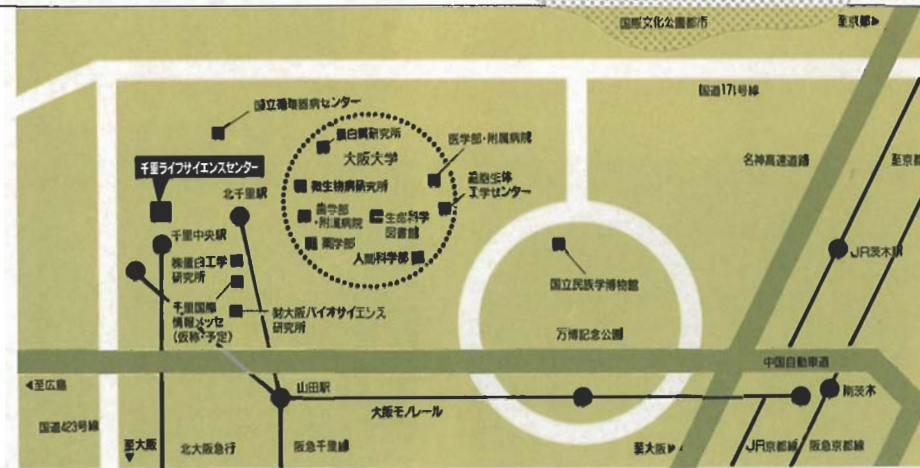 国際文化公園都市
至京都▶
国道171号線
国立循環器病センター
蛋白質研究所
大阪大学
医学部・附属病院
名神高速道路
至京都
千里ライフサイエンスセンター
微生物病研究所
細胞生体
工学センター
北千里駅
歯学部
・附属病院
生命科学
図書館
千里中央駅
薬学部
人間科学部
JR茨木駅
㈱蛋白工学
研究所
国立民族学博物館
千里国際
情報メッセ
(仮称・予定)
㈶大阪バイオサイエンス
研究所
万博記念公園
中国自動車道
◀至広島
山田駅
南茨木
大阪モノレール
国道423号線
至大阪
▼
北大阪急行
阪急千里線
至大阪
JR京都線
阪急京都線